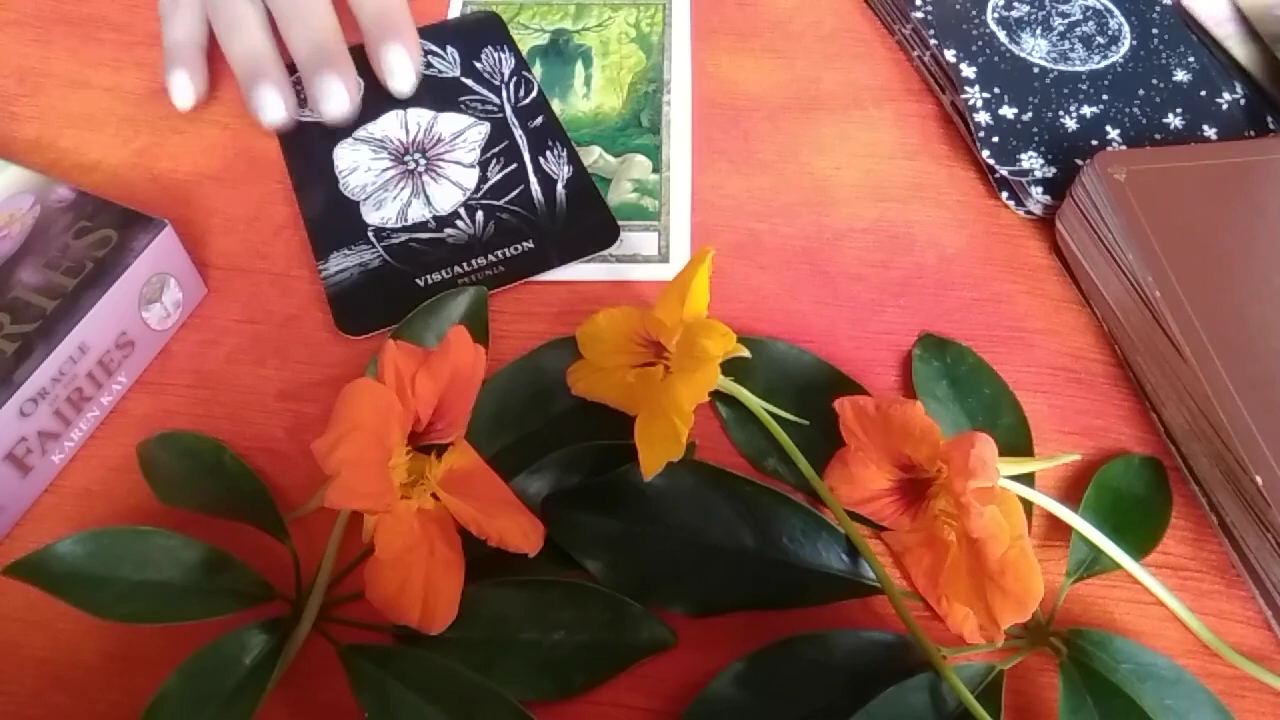 VISUALISATION
PETUNIA
RIES
ORACLE
FAIRIES
KAREN KAY